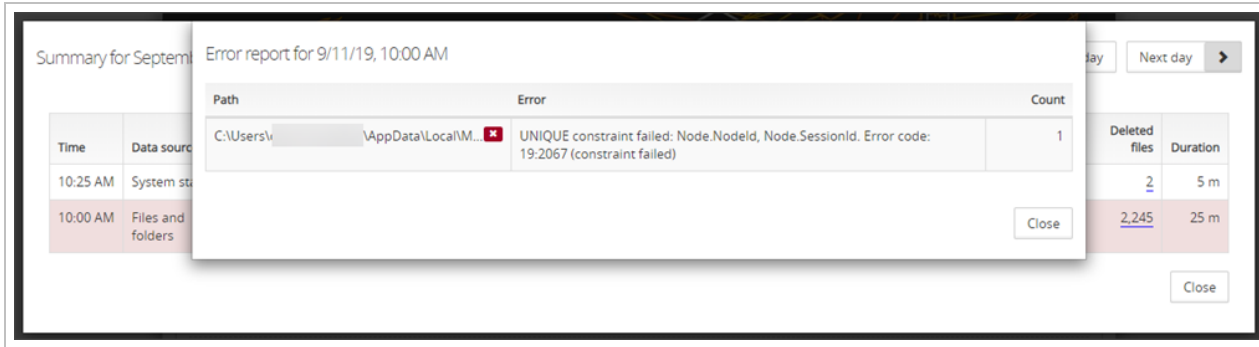 Summary for Septem
day
Next day
Error report for 9/11/19, 10:00 AM
Path
Error
Count
C:\Users\
\AppData\Local\M...
UNIQUE constraint failed: Node.NodeId, Node.SessionId. Error code:
19:2067 (constraint failed)
1
Close
Time
Data sourc
Deleted
files
Duration
10:25 AM
System sta
2
5 m
10:00 AM
Files and
folders
2,245
25 m
Close